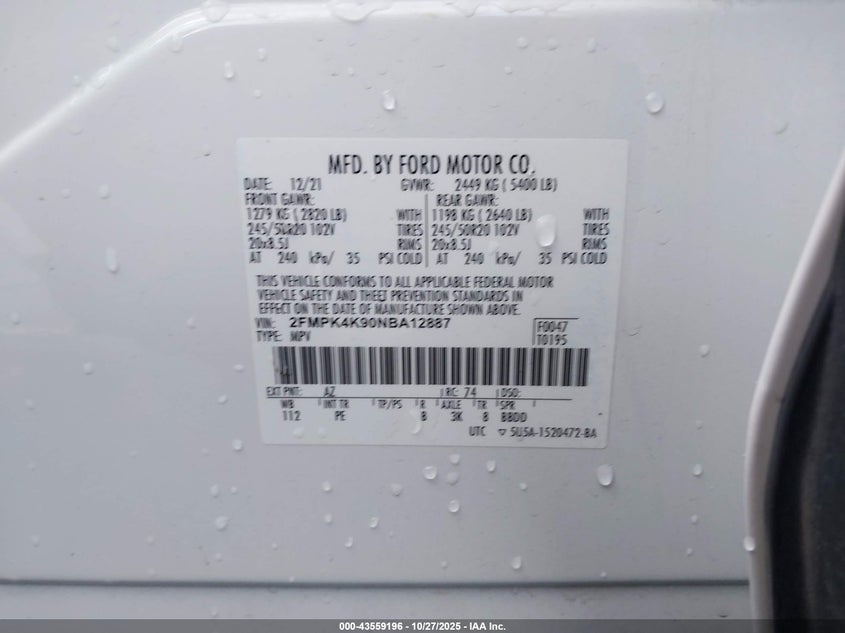 MFD. BY FORD MOTOR CO.
DATE: 12/21 GVWR: 2449 KG ( 5400 LB)
FRONT GAWR: REAR GAWR:
1279 KG ( 2820 LB) WITH 1198 KG ( 2640 LB) WITH
245/50R20 102V TIRES 245/50R20 102V TIRES
20x8.5J RIMS 20x8.5J RIMS
AT 240 kPa/ 35 PSI COLD AT 240 kPa/ 35 PSI COLD
THIS VEHICLE CONFORMS TO ALL APPLICABLE FEDERAL MOTOR
VEHICLE SAFETY AND THEFT PREVENTION STANDARDS IN
EFFECT ON THE DATE OF MANUFACTURE SHOWN ABOVE.
VIN: 2FMPK4K90NBA12887 F0047
TYPE: MPV T0195
EXT PNT: AZ RC: 74 DSO:
WB INT TR TP/PS R AXLE TR SPR
112 PE 8 3K 8 BBDD
UTC ▽ 5U5A-1520472-BA
000-43559196 - 10/27/2025 - IAA Inc.